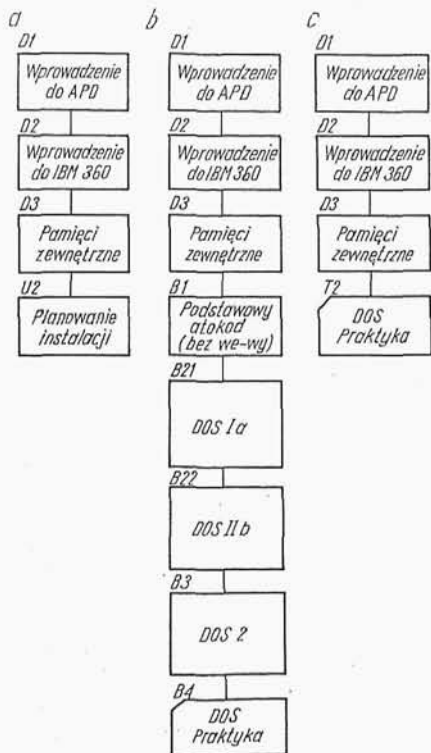 a
D1
Wprowadzenie
do APD
D2
Wprowadzenie
do IBM 360
D3
Pamięci
zewnętrzne
U2
Planowanie
instalacji
b
D1
Wprowadzenie
do APD
D2
Wprowadzenie
do IBM 360
D3
Pamięci
zewnętrzne
B1
Podstawowy
atokod
(bez we-wy)
B21
DOS Ia
B22
DOS IIb
B3
DOS 2
B4
DOS
Praktyka
c
D1
Wprowadzenie
do APD
D2
Wprowadzenie
do IBM 360
D3
Pamięci
zewnętrzne
T2
DOS
Praktyka